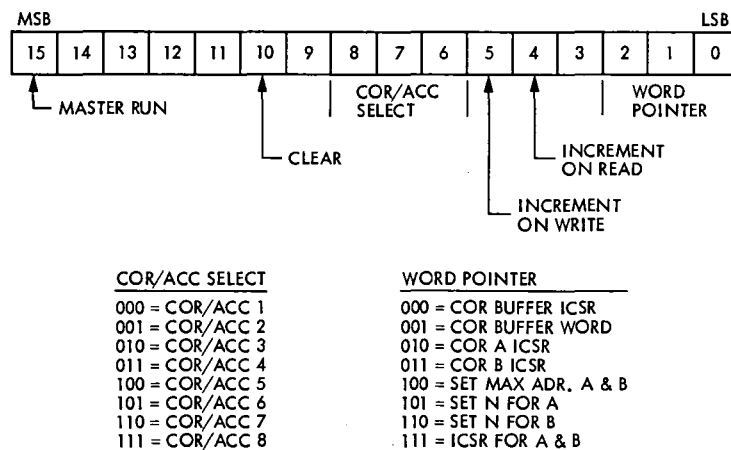 MSB LSB
15 14 13 12 11 10 9 8 7 6 5 4 3 2 1 0
MASTER RUN
CLEAR
COR/ACC
SELECT
WORD
POINTER
INCREMENT
ON READ
INCREMENT
ON WRITE
COR/ACC SELECT
000 = COR/ACC 1
001 = COR/ACC 2
010 = COR/ACC 3
011 = COR/ACC 4
100 = COR/ACC 5
101 = COR/ACC 6
110 = COR/ACC 7
111 = COR/ACC 8
WORD POINTER
000 = COR BUFFER ICSR
001 = COR BUFFER WORD
010 = COR A ICSR
011 = COR B ICSR
100 = SET MAX ADR. A & B
101 = SET N FOR A
110 = SET N FOR B
111 = ICSR FOR A & B